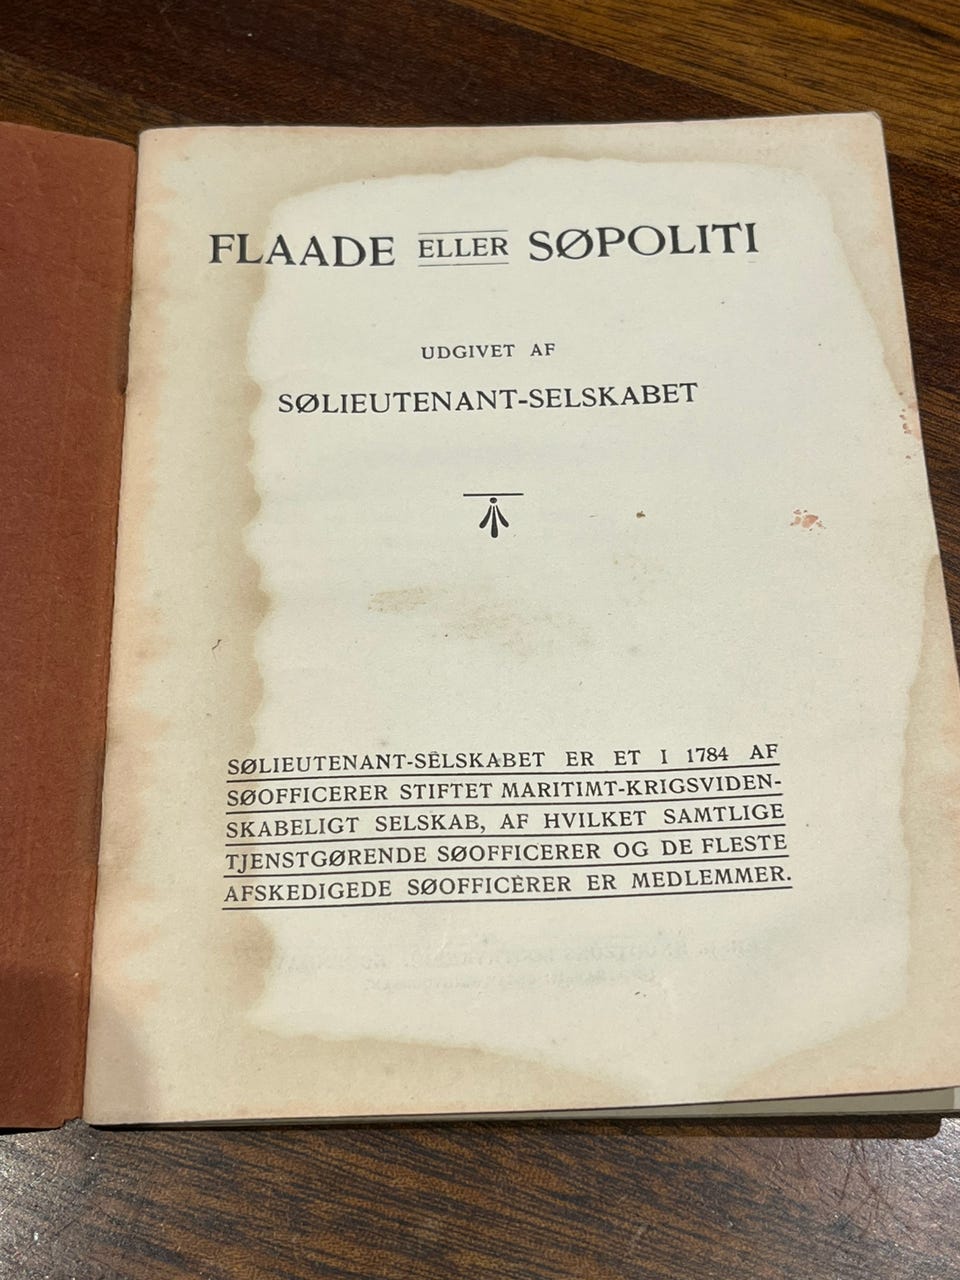 FLAADE ELLER SØPOLITI
UDGIVET AF
SØLIEUTENANT-SELSKABET
SØLIEUTENANT-SELSKABET ER ET I 1784 AF
SØOFFICERER STIFTET MARITIMT-KRIGSVIDEN-
SKABELIGT SELSKAB, AF HVILKET SAMTLIGE
TJENSTGØRENDE SØOFFICERER OG DE FLESTE
AFSKEDIGEDE SØOFFICERER ER MEDLEMMER.